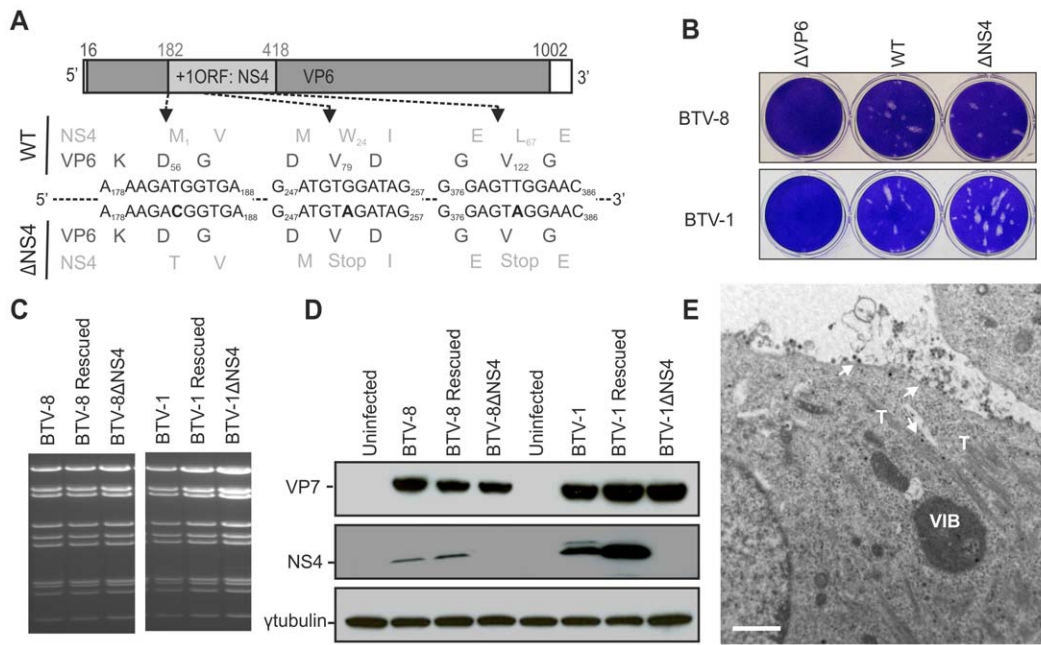 A
16 182 418 1002
5' +1ORF: NS4 VP6 3'
WT
NS4 M1 V M W24 I E L67 E
VP6 K D56 G D V79 D G V122 G
5' A178AAGATGGTGA188 G247ATGTGGATAG257 G376GAGTTGGAAC386 3'
A178AAGACGGTGA188 G247ATGTAGATAG257 G376GAGTAGGAAC386
ΔNS4
VP6 K D G D V D G V G
NS4 T V M Stop I E Stop E
B
ΔVP6 WT ΔNS4
BTV-8
BTV-1
C
BTV-8
BTV-8 Rescued
BTV-8ΔNS4
BTV-1
BTV-1 Rescued
BTV-1ΔNS4
D
Uninfected
BTV-8
BTV-8 Rescued
BTV-8ΔNS4
Uninfected
BTV-1
BTV-1 Rescued
BTV-1ΔNS4
VP7
NS4
γtubulin
E
T
T
VIB